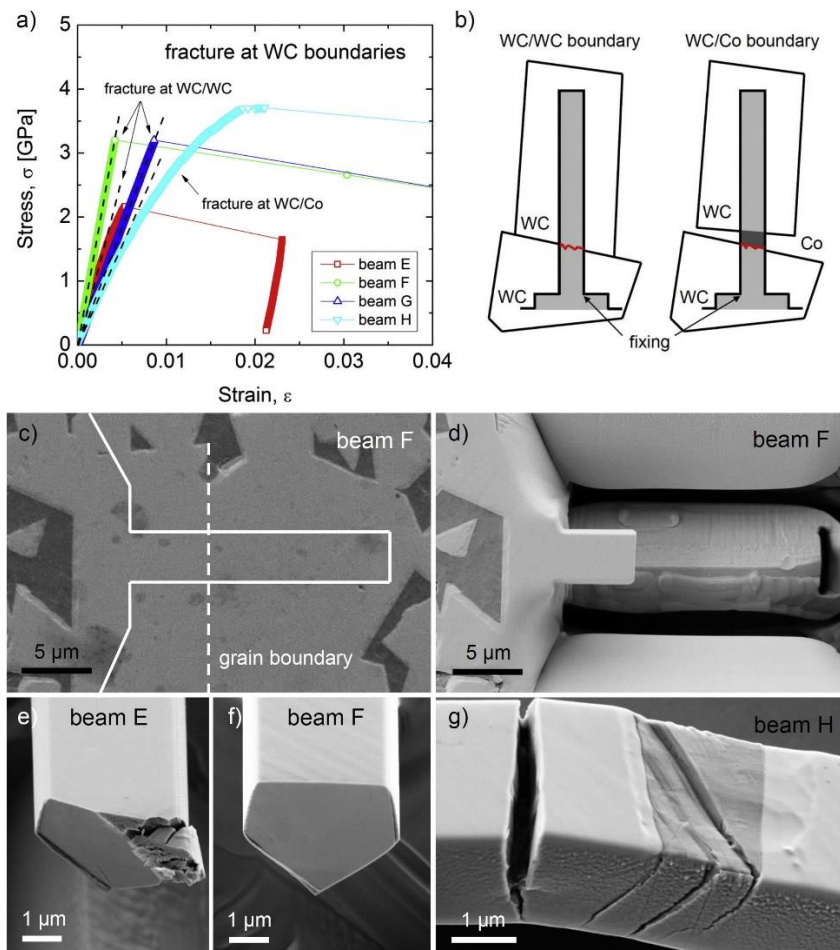 a)
5
4
3
2
1
0
Stress, σ [GPa]
fracture at WC boundaries
fracture at WC/WC
fracture at WC/Co
beam E
beam F
beam G
beam H
0.00 0.01 0.02 0.03 0.04
Strain, ε
b)
WC/WC boundary
WC/Co boundary
WC
WC
WC
Co
WC
fixing
c)
beam F
grain boundary
5 µm
d)
beam F
5 µm
e)
beam E
1 µm
f)
beam F
1 µm
g)
beam H
1 µm